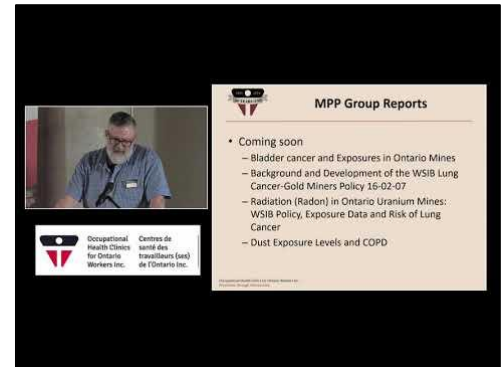 MPP Group Reports
• Coming soon
– Bladder cancer and Exposures in Ontario Mines
– Background and Development of the WSIB Lung
Cancer-Gold Miners Policy 16-02-07
– Radiation (Radon) in Ontario Uranium Mines:
WSIB Policy, Exposure Data and Risk of Lung
Cancer
– Dust Exposure Levels and COPD
Occupational
Health Clinics
for Ontario
Workers Inc.
Centres de
santé des
travailleurs (ses)
de l'Ontario Inc.